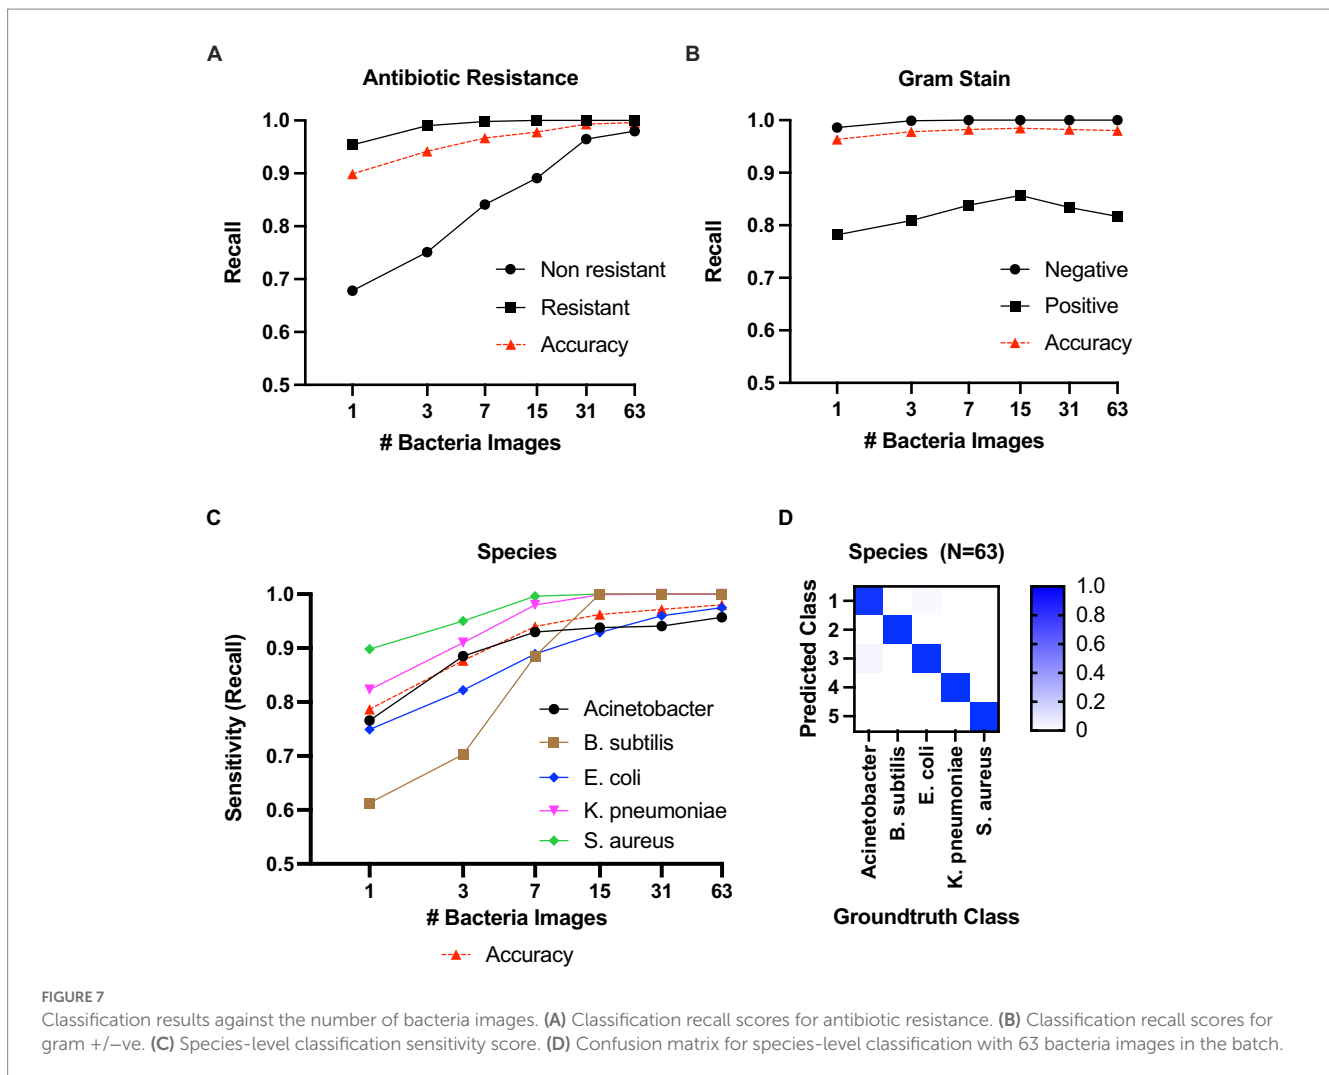 A
Antibiotic Resistance
1.0
0.9
0.8
0.7
0.6
0.5
Recall
Non resistant
Resistant
Accuracy
1 3 7 15 31 63
# Bacteria Images
B
Gram Stain
1.0
0.9
0.8
0.7
0.6
0.5
Recall
Negative
Positive
Accuracy
1 3 7 15 31 63
# Bacteria Images
C
Species
1.0
0.9
0.8
0.7
0.6
0.5
Sensitivity (Recall)
Acinetobacter
B. subtilis
E. coli
K. pneumoniae
S. aureus
1 3 7 15 31 63
# Bacteria Images
Accuracy
D
Species (N=63)
Predicted Class
1
2
3
4
5
1.0
0.8
0.6
0.4
0.2
0
Acinetobacter
B. subtilis
E. coli
K. pneumoniae
S. aureus
Groundtruth Class
FIGURE 7
Classification results against the number of bacteria images. (A) Classification recall scores for antibiotic resistance. (B) Classification recall scores for
gram +/−ve. (C) Species-level classification sensitivity score. (D) Confusion matrix for species-level classification with 63 bacteria images in the batch.